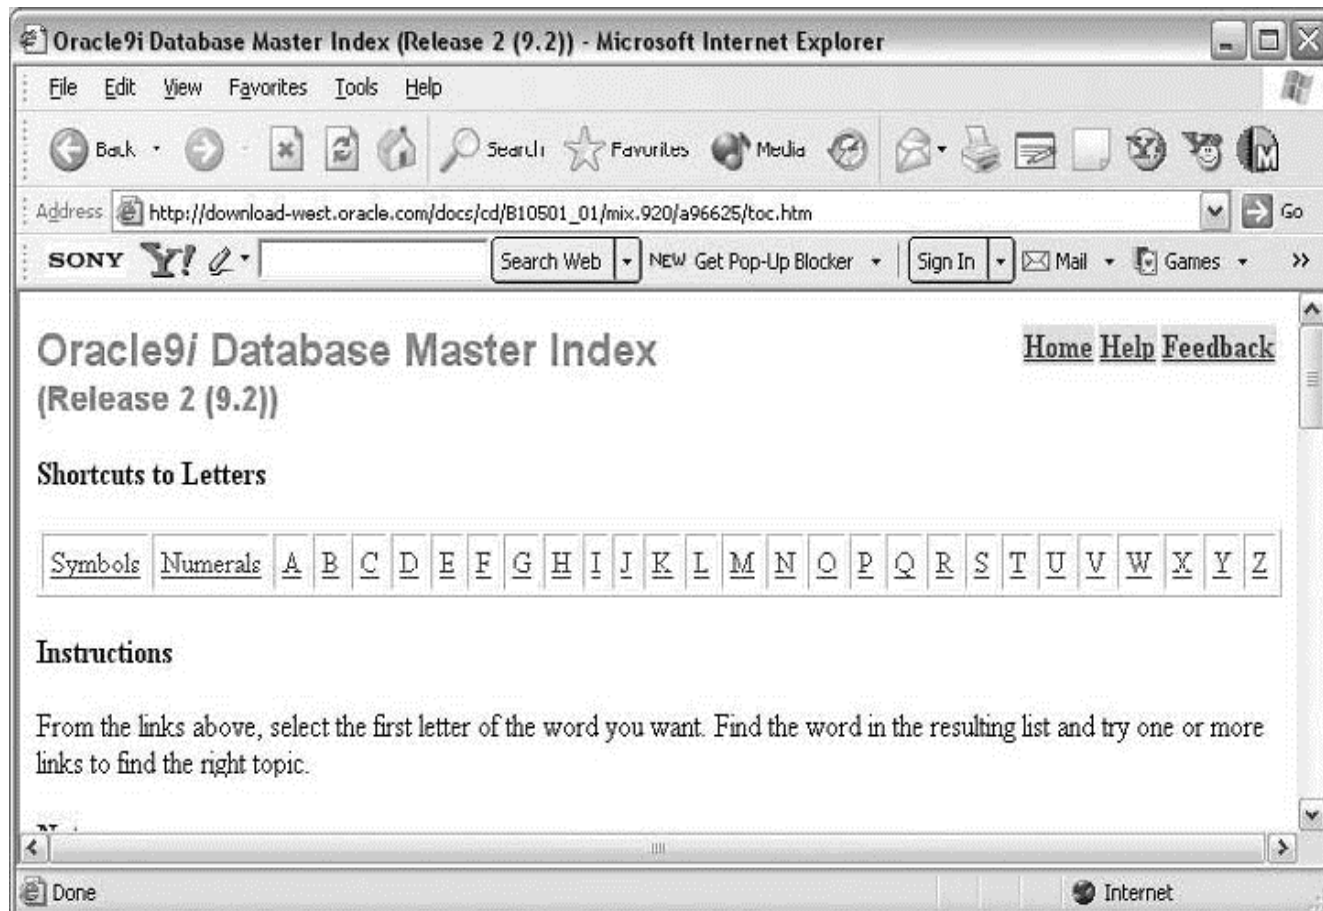 Oracle9i Database Master Index (Release 2 (9.2)) - Microsoft Internet Explorer
File Edit View Favorites Tools Help
Back Search Favorites Media
Address http://download-west.oracle.com/docs/cd/B10501_01/mix.920/a96625/toc.htm Go
SONY Y! Search Web NEW Get Pop-Up Blocker Sign In Mail Games »
Oracle9i Database Master Index Home Help Feedback
(Release 2 (9.2))
Shortcuts to Letters
Symbols Numerals A B C D E F G H I J K L M N O P Q R S T U V W X Y Z
Instructions
From the links above, select the first letter of the word you want. Find the word in the resulting list and try one or more
links to find the right topic.
Done Internet